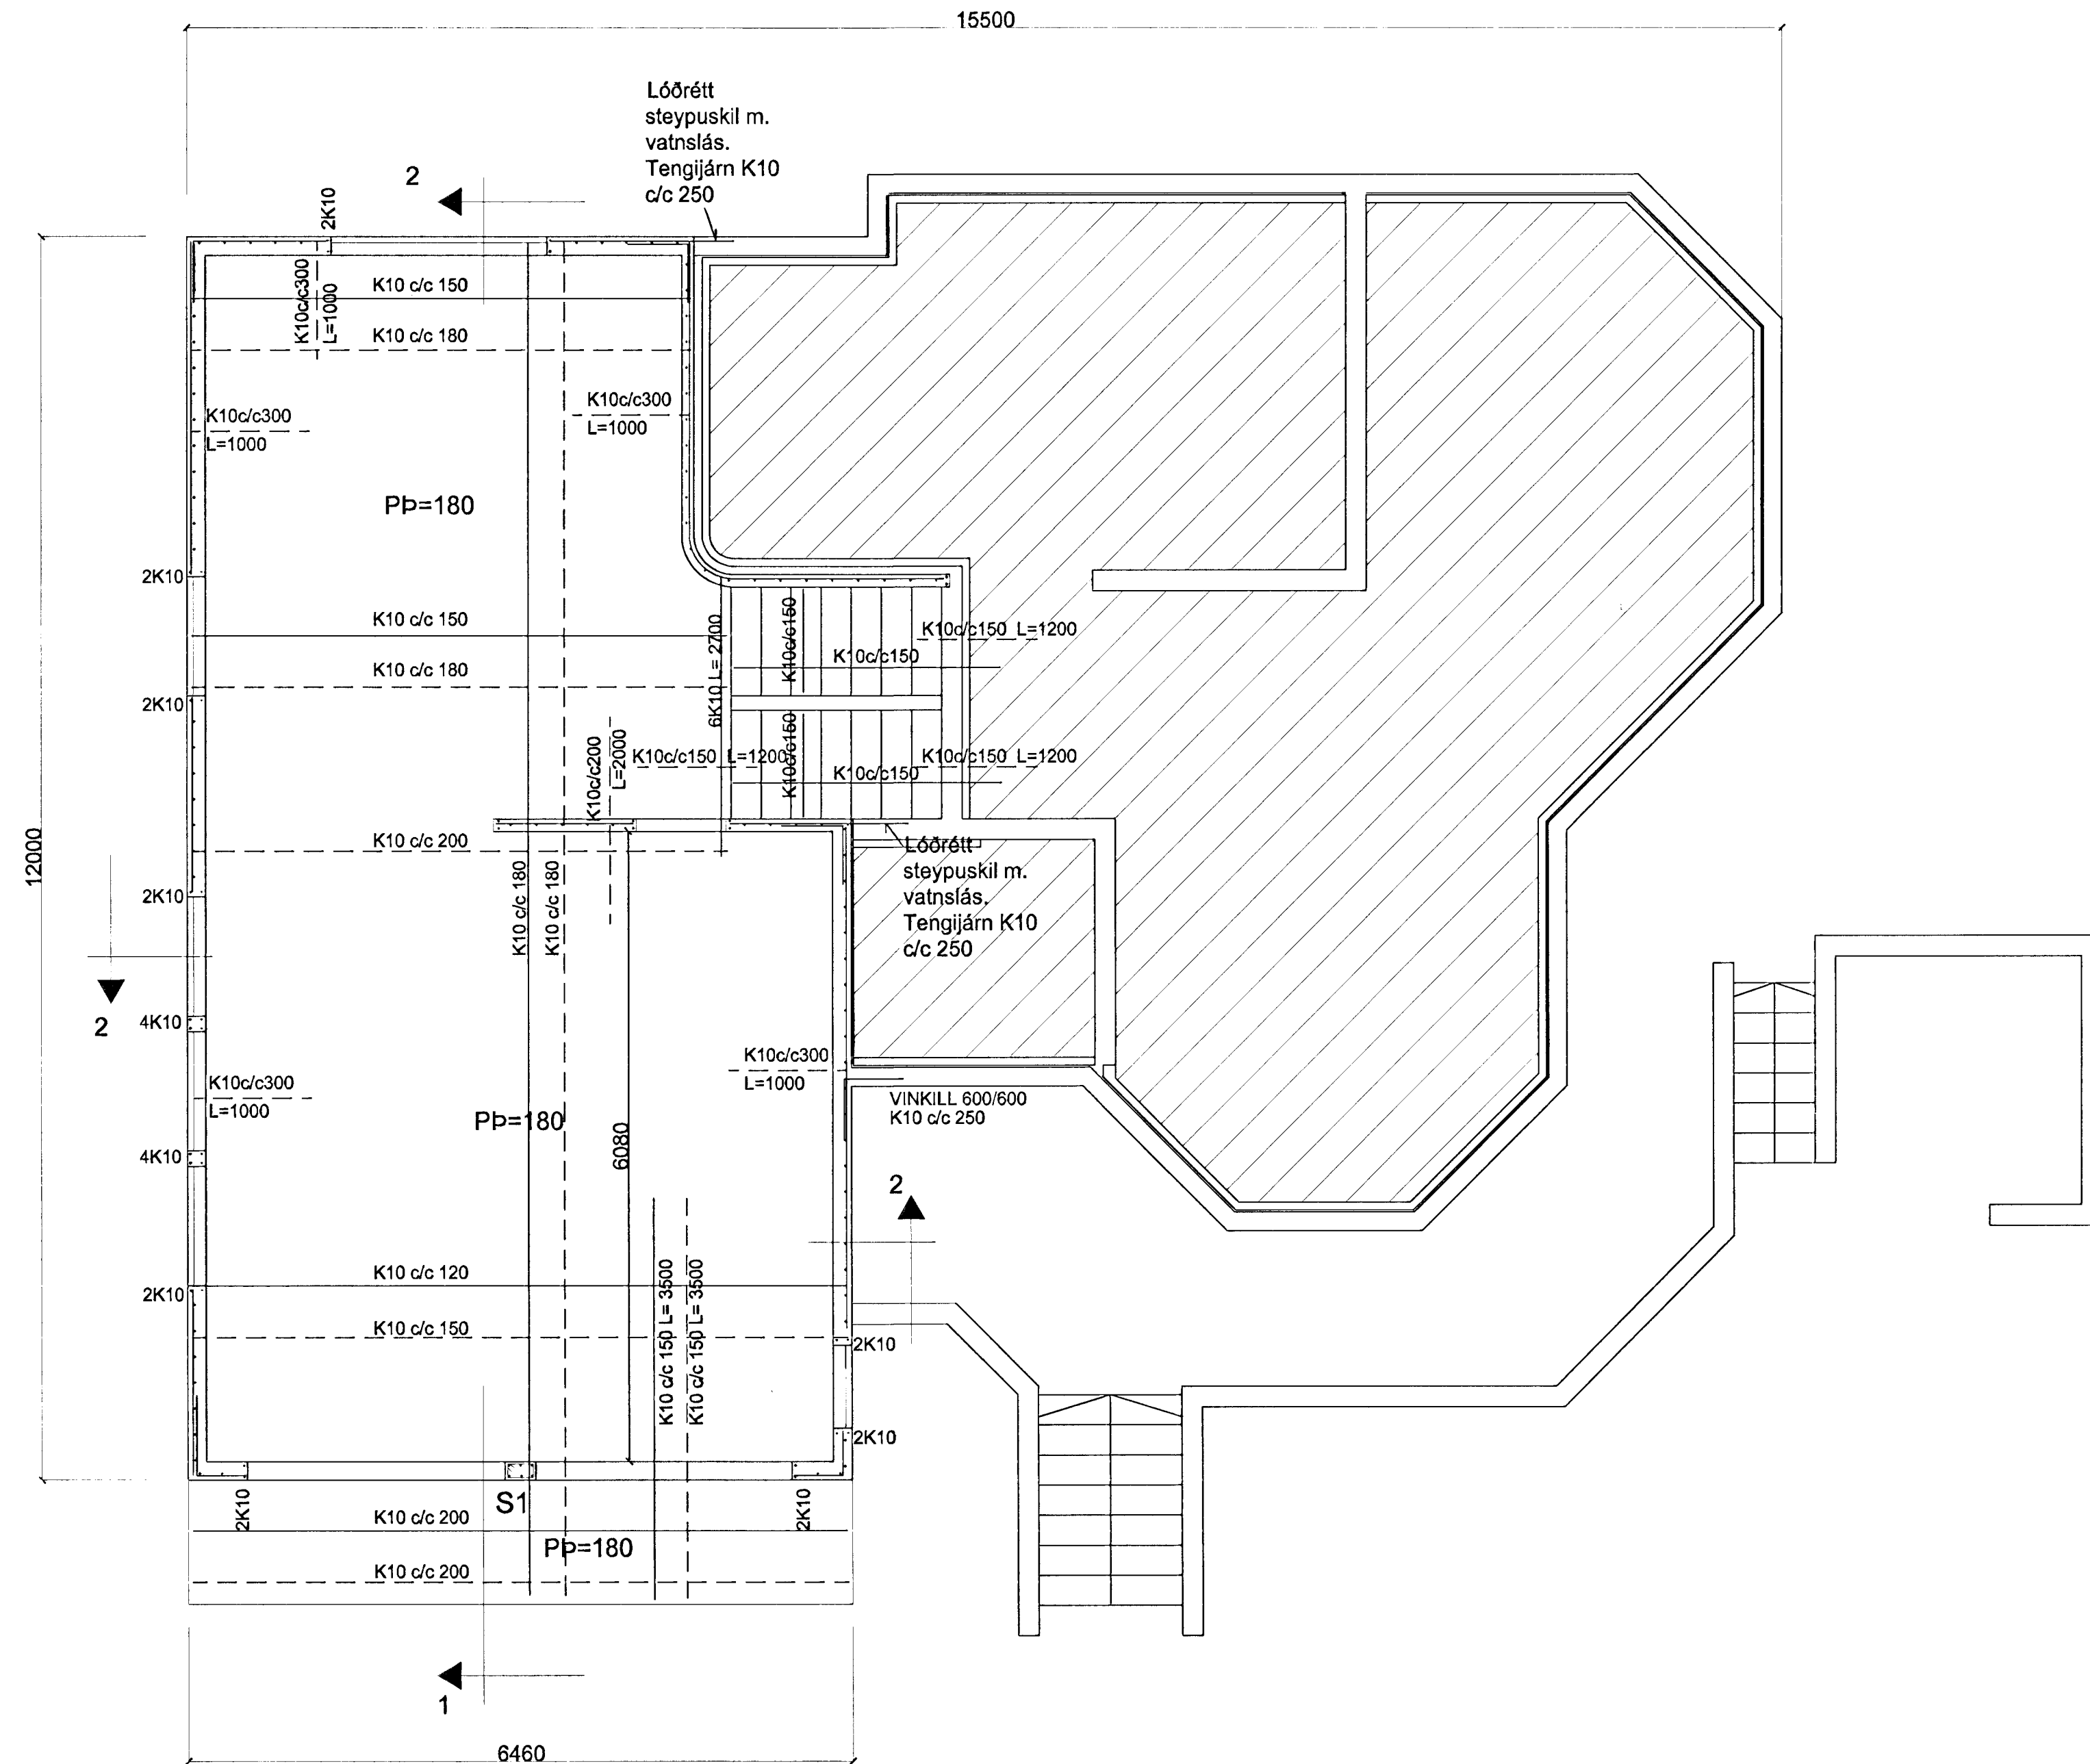 15500
Lóðrétt
steypuskil m.
vatnslás.
Tengijárn K10
c/c 250
2
2K10
K10c/c300
L=1000
K10 c/c 150
K10 c/c 180
K10c/c300
L=1000
K10c/c300
L=1000
PÞ=180
2K10
K10 c/c 150
K10 c/c 180
2K10
6K10 L= 2700
K10c/c150
K10c/c150 L=1200
K10c/c150
K10c/c200
L=2000
K10c/c150 L=1200
K10c/c150
K10c/c150 L=1200
K10c/c150
12000
K10 c/c 200
2K10
K10 c/c 180
K10 c/c 180
Lóðrétt
steypuskil m.
vatnslás.
Tengijárn K10
c/c 250
2
4K10
K10c/c300
L=1000
K10c/c300
L=1000
VINKILL 600/600
K10 c/c 250
PÞ=180
6080
4K10
2
K10 c/c 120
2K10
K10 c/c 150
K10 c/c 150 L= 3500
K10 c/c 150 L= 3500
2K10
2K10
2K10
S1
2K10
K10 c/c 200
PÞ=180
K10 c/c 200
1
6460